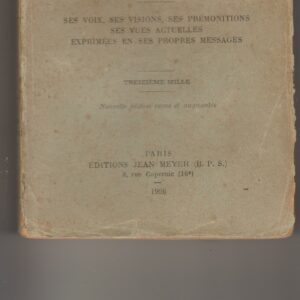 SES VOIX, SES VISIONS, SES PRÉMONITIONS
SES VUES ACTUELLES
EXPRIMÉES EN SES PROPRES MESSAGES
TREIZIÈME MILLE
Nouvelle édition revue et augmentée
PARIS
ÉDITIONS JEAN MEYER (B. P. S.)
8, rue Copernic (16e)
1926